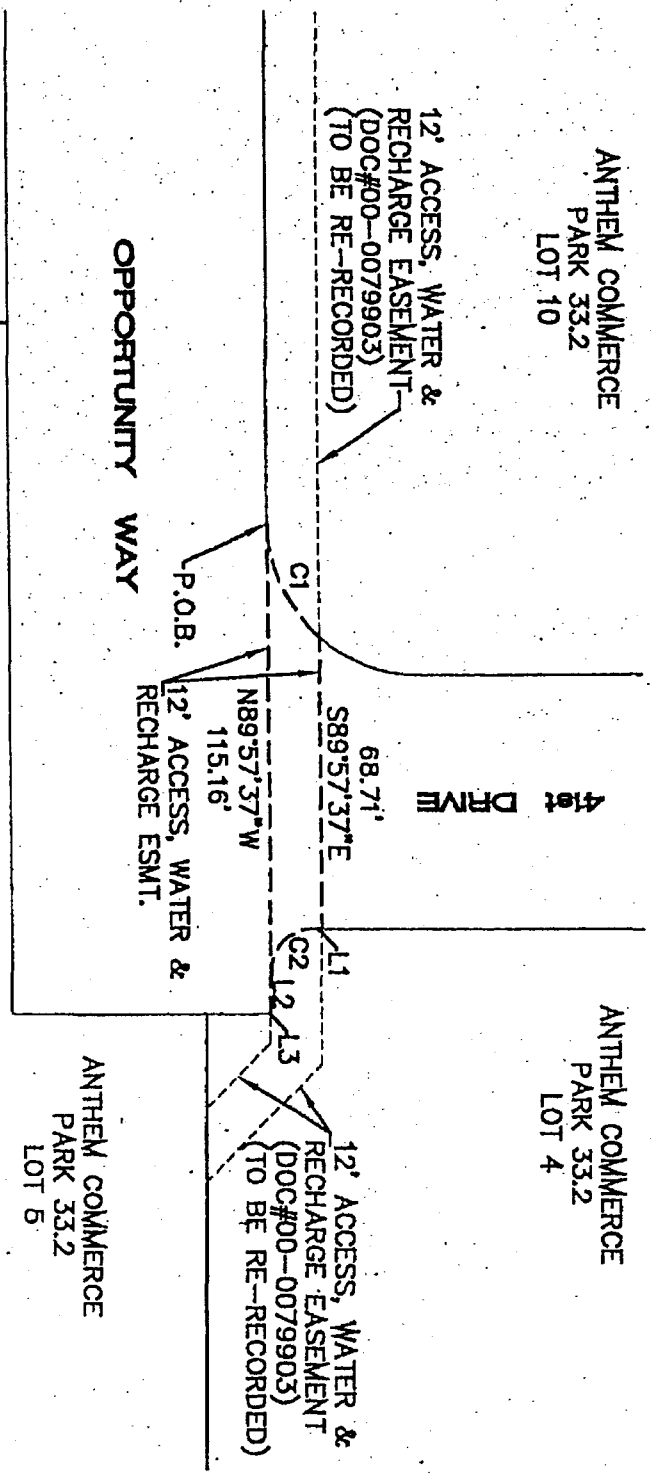 ANTHEM COMMERCE
PARK 33.2
LOT 10
12' ACCESS, WATER &
RECHARGE EASEMENT
(DOC#00-0079903)
(TO BE RE-RECORDED)
OPPORTUNITY WAY
C1
P.O.B.
41st DRIVE
68.71'
S89°57'37"E
N89°57'37"W
115.16'
12' ACCESS, WATER &
RECHARGE ESMT.
L1
C2
L2
L3
ANTHEM COMMERCE
PARK 33.2
LOT 4
12' ACCESS, WATER &
RECHARGE EASEMENT
(DOC#00-0079903)
(TO BE RE-RECORDED)
ANTHEM COMMERCE
PARK 33.2
LOT 5